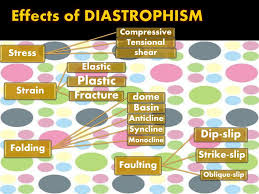 Effects of DIASTROPHISM
Stress
Compressive
Tensional
shear
Strain
Elastic
Plastic
Fracture
Folding
dome
Basin
Anticline
Syncline
Monocline
Faulting
Dip-slip
Strike-slip
Oblique-slip